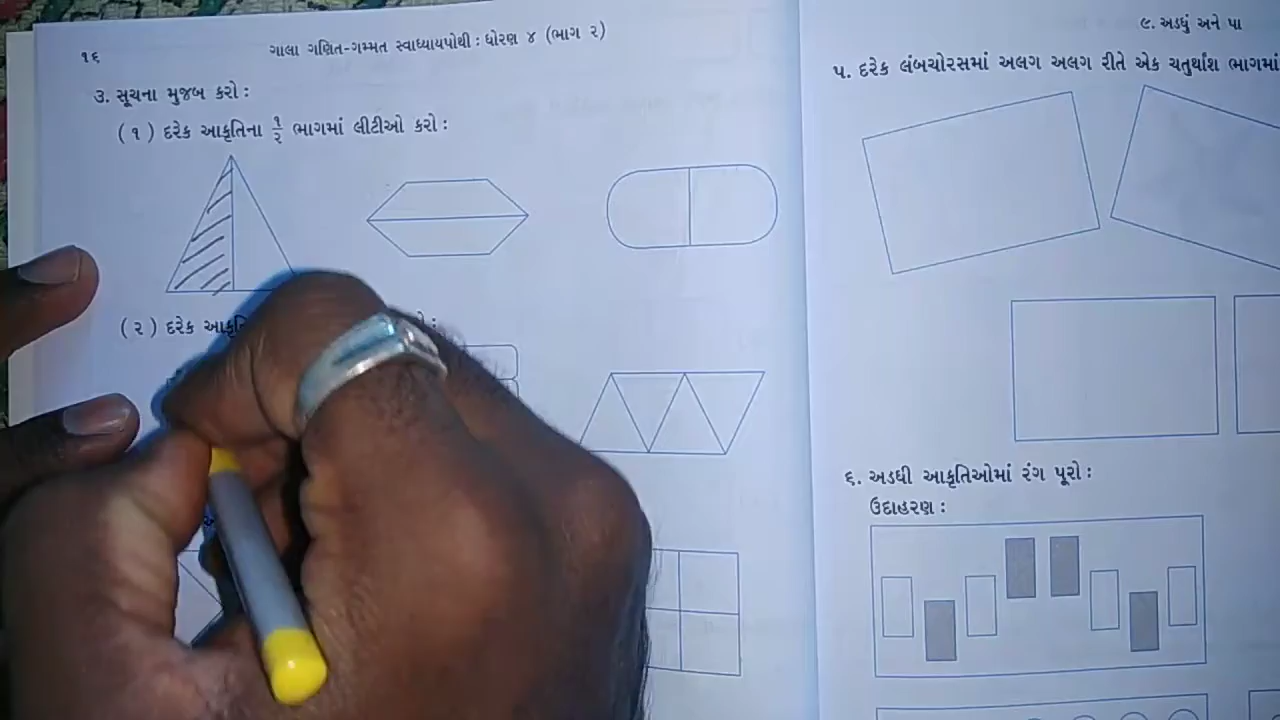 ૧૬
ગાલા ગણિત-ગમ્મત સ્વાધ્યાયપોથી : ધોરણ ૪ (ભાગ ૨)
૩. સૂચના મુજબ કરો :
(૧) દરેક આકૃતિના ૧/૨ ભાગમાં લીટીઓ કરો :
(૨) દરેક
૯. અડધું અને પા
૫. દરેક લંબચોરસમાં અલગ અલગ રીતે એક ચતુર્થાંશ ભાગમાં
૬. અડધી આકૃતિઓમાં રંગ પૂરો :
ઉદાહરણ :